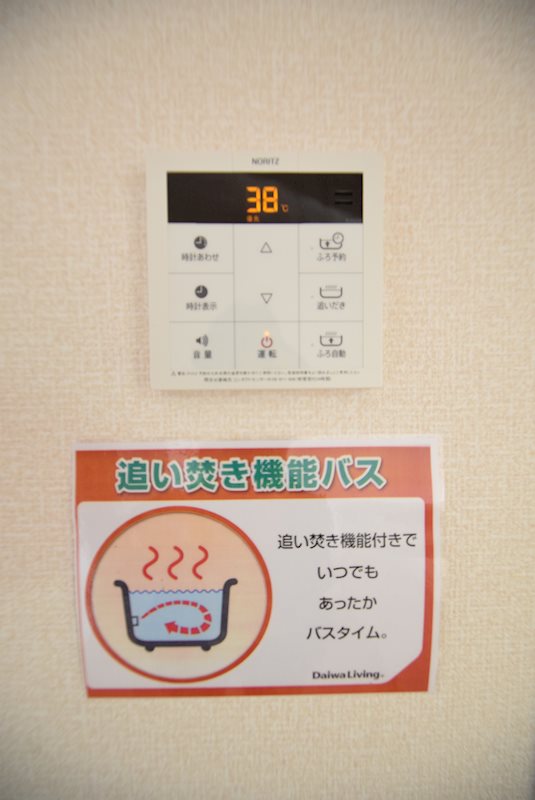 NORITZ
38℃
優先
時計あわせ
ふろ予約
時計表示
追いだき
音量
運転
ふろ自動
追い焚き機能バス
追い焚き機能付きで
いつでも
あったか
バスタイム。
DaiwaLiving®